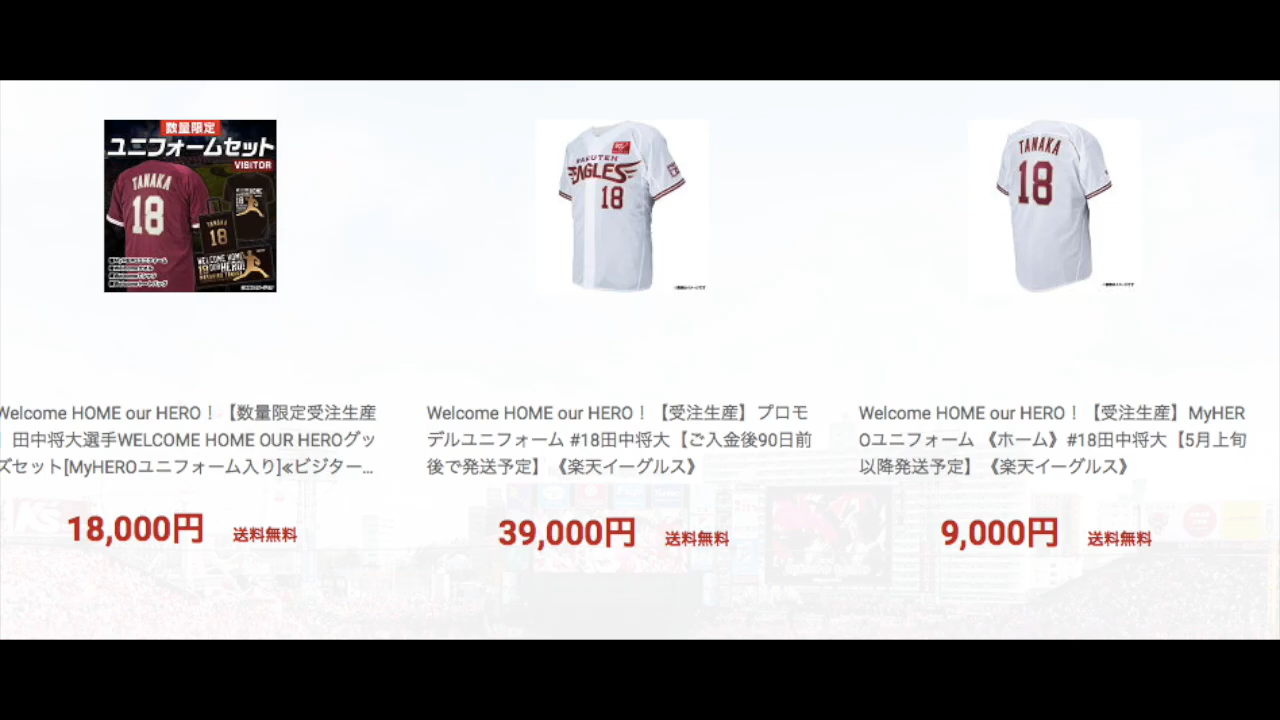 数量限定
ユニフォームセット
VISITOR
TANAKA
18
TANAKA
18
WELCOME HOME
OUR HERO!
RAKUTEN
EAGLES
18
TANAKA
18
Welcome HOME our HERO！【数量限定受注生産
】田中将大選手WELCOME HOME OUR HEROグッ
ズセット[MyHEROユニフォーム入り]≪ビジター...
18,000円 送料無料
Welcome HOME our HERO！【受注生産】プロモ
デルユニフォーム #18田中将大【ご入金後90日前
後で発送予定】《楽天イーグルス》
39,000円 送料無料
Welcome HOME our HERO！【受注生産】MyHER
Oユニフォーム 《ホーム》#18田中将大【5月上旬
以降発送予定】《楽天イーグルス》
9,000円 送料無料